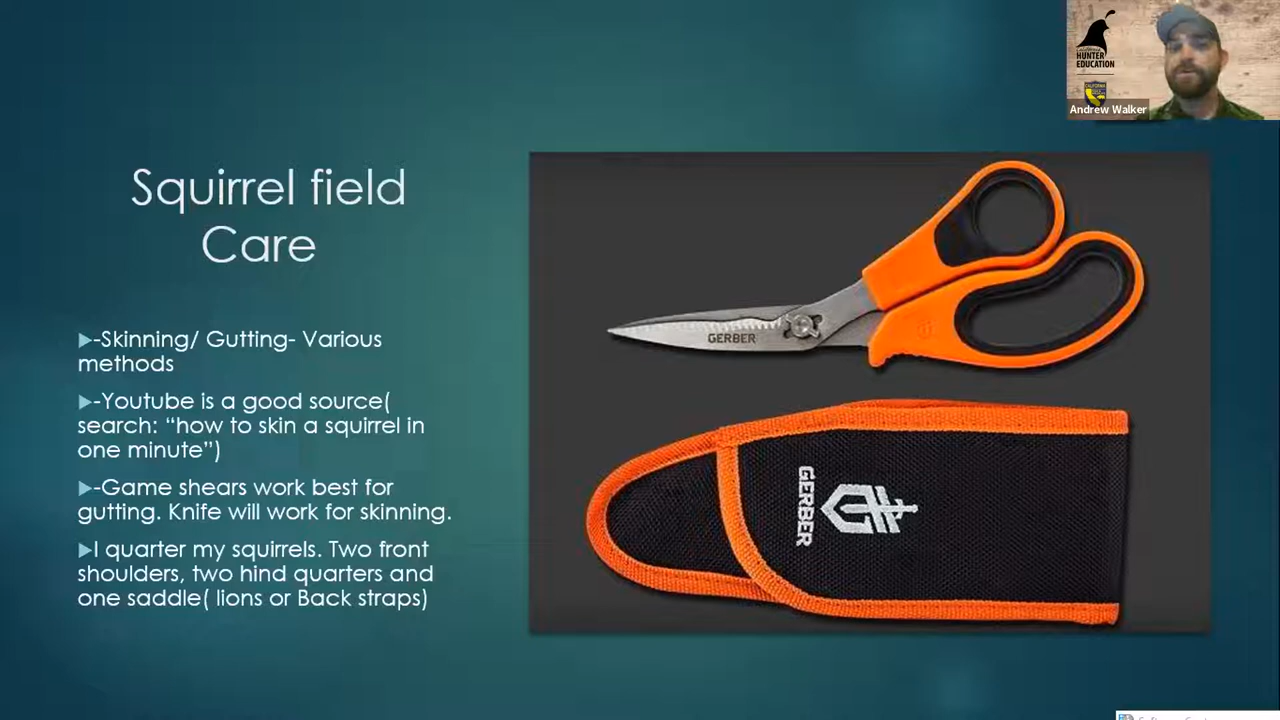 HUNTER
EDUCATION
Andrew Walker
Squirrel field
Care
-Skinning/ Gutting- Various
methods
-Youtube is a good source(
search: “how to skin a squirrel in
one minute”)
-Game shears work best for
gutting. Knife will work for skinning.
I quarter my squirrels. Two front
shoulders, two hind quarters and
one saddle( lions or Back straps)
GERBER
GERBER